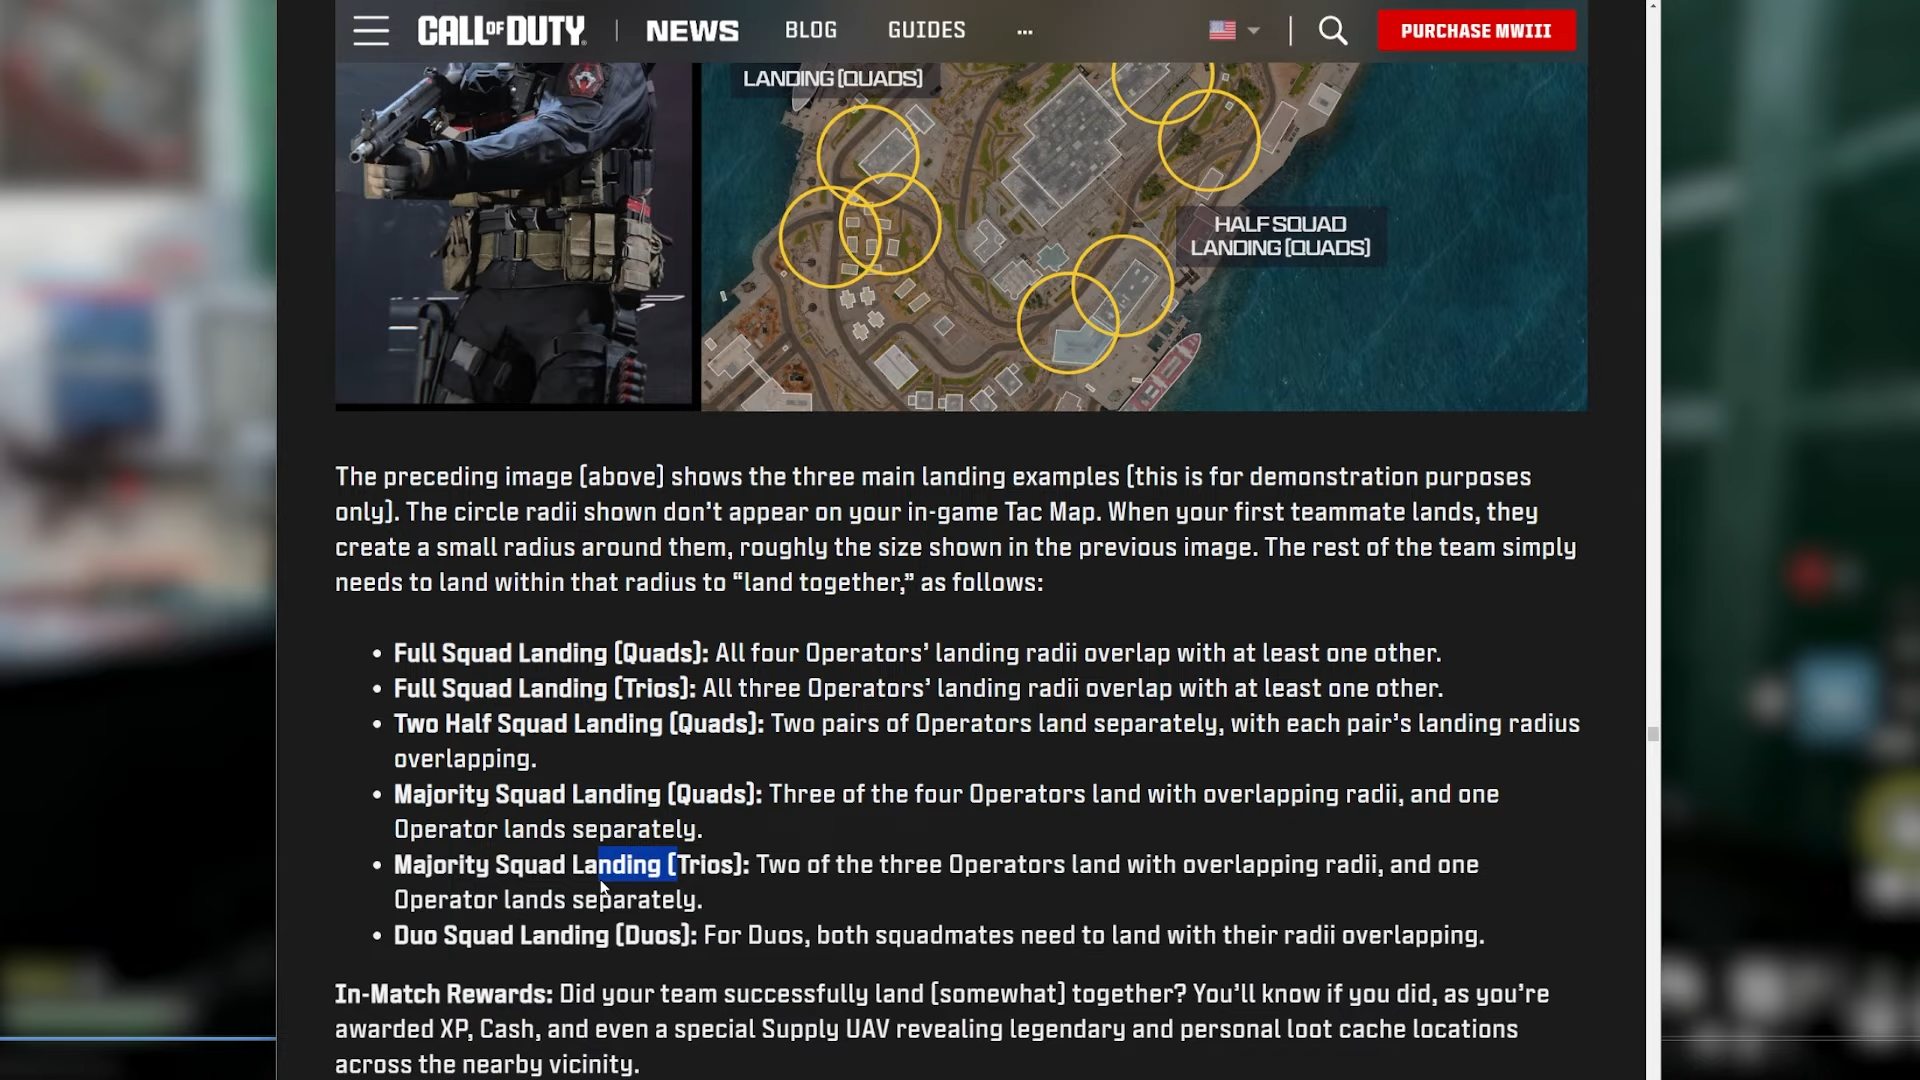 CALL OF DUTY
NEWS
BLOG
GUIDES
...
PURCHASE MWIII
LANDING (QUADS)
HALF SQUAD
LANDING (QUADS)
The preceding image (above) shows the three main landing examples (this is for demonstration purposes
only). The circle radii shown don’t appear on your in-game Tac Map. When your first teammate lands, they
create a small radius around them, roughly the size shown in the previous image. The rest of the team simply
needs to land within that radius to “land together,” as follows:
• Full Squad Landing (Quads): All four Operators’ landing radii overlap with at least one other.
• Full Squad Landing (Trios): All three Operators’ landing radii overlap with at least one other.
• Two Half Squad Landing (Quads): Two pairs of Operators land separately, with each pair’s landing radius
overlapping.
• Majority Squad Landing (Quads): Three of the four Operators land with overlapping radii, and one
Operator lands separately.
• Majority Squad Landing (Trios): Two of the three Operators land with overlapping radii, and one
Operator lands separately.
• Duo Squad Landing (Duos): For Duos, both squadmates need to land with their radii overlapping.
In-Match Rewards: Did your team successfully land (somewhat) together? You’ll know if you did, as you’re
awarded XP, Cash, and even a special Supply UAV revealing legendary and personal loot cache locations
across the nearby vicinity.